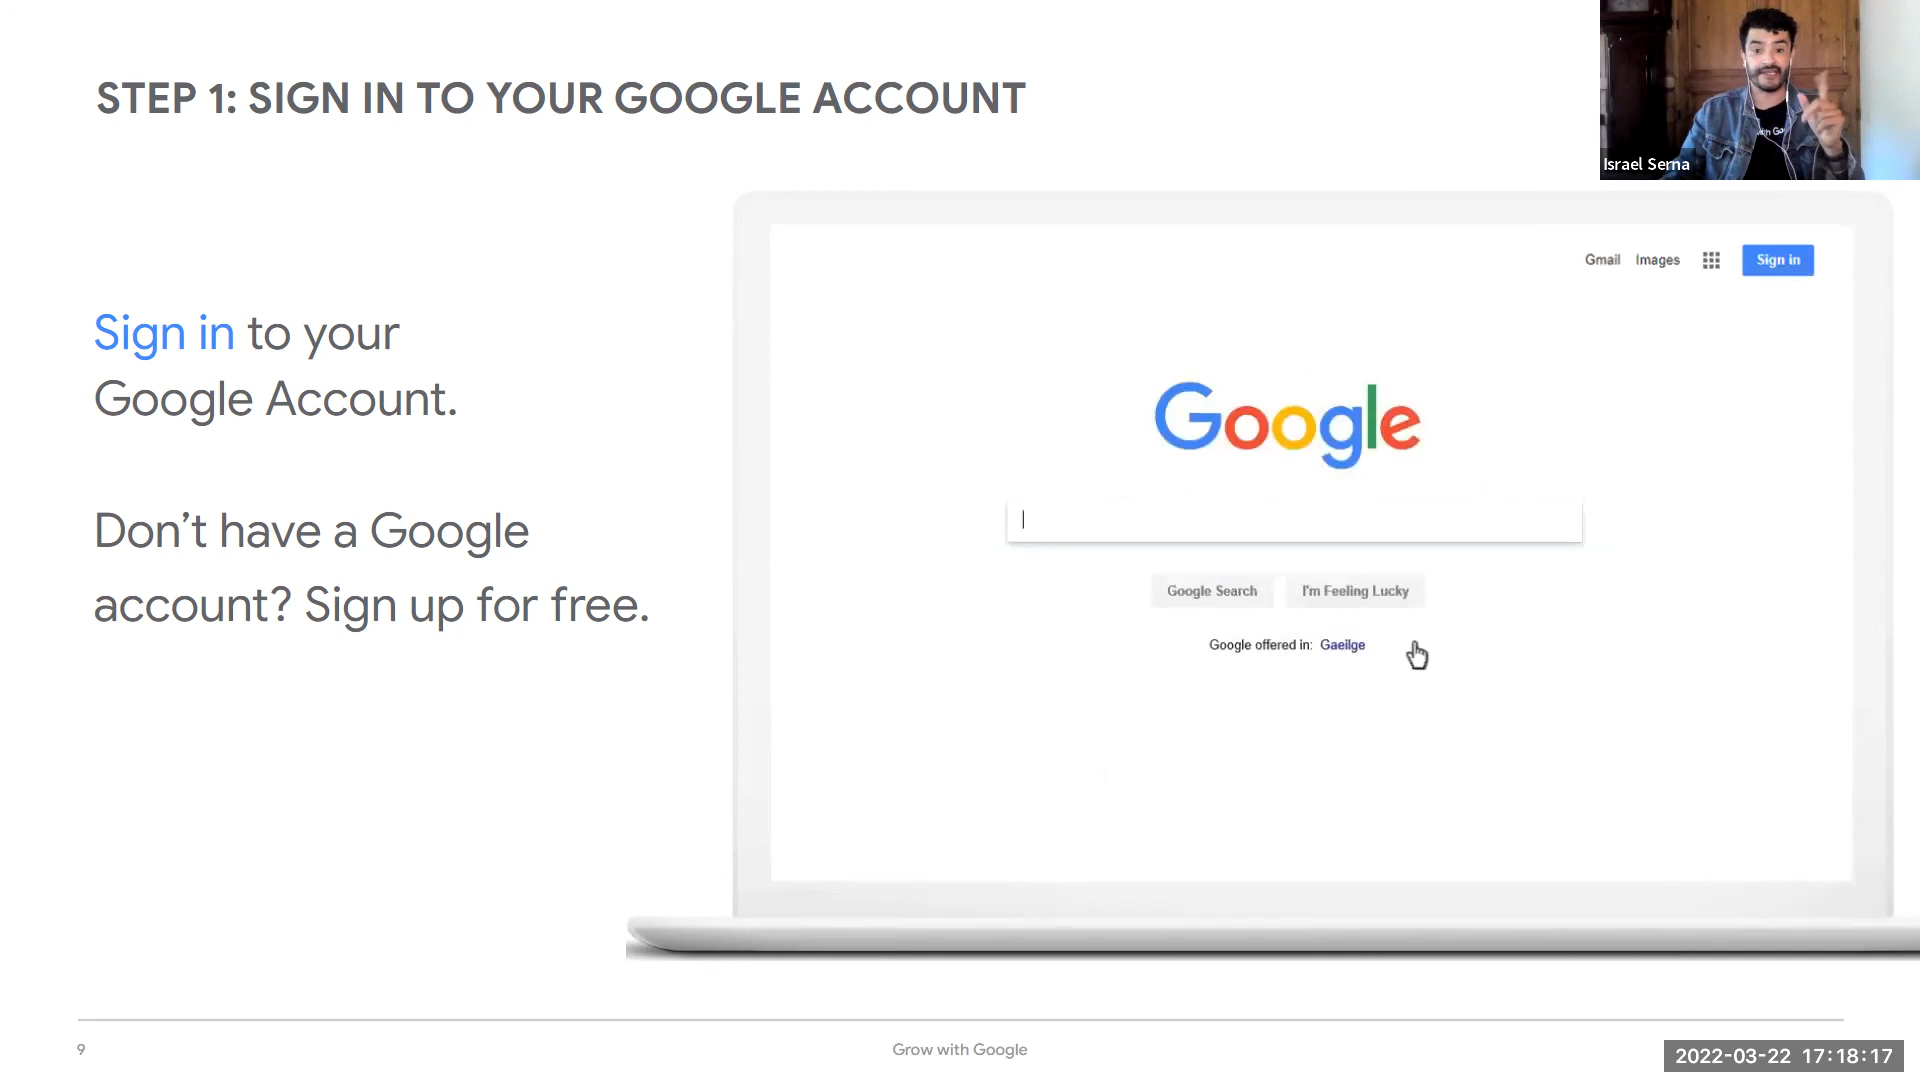 STEP 1: SIGN IN TO YOUR GOOGLE ACCOUNT
with Go
Israel Serna
Gmail Images Sign in
Sign in to your
Google Account.
Google
Don’t have a Google
account? Sign up for free.
Google Search I'm Feeling Lucky
Google offered in: Gaeilge
9 Grow with Google
2022-03-22 17:18:17